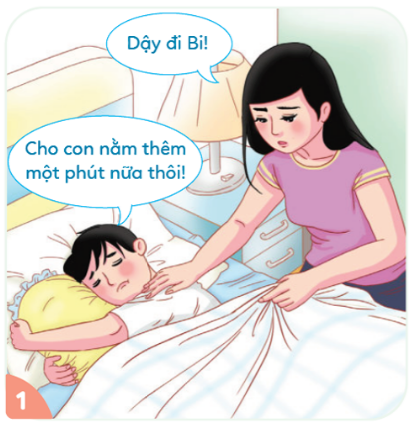 Dậy đi Bi!
Cho con nằm thêm
một phút nữa thôi!
1